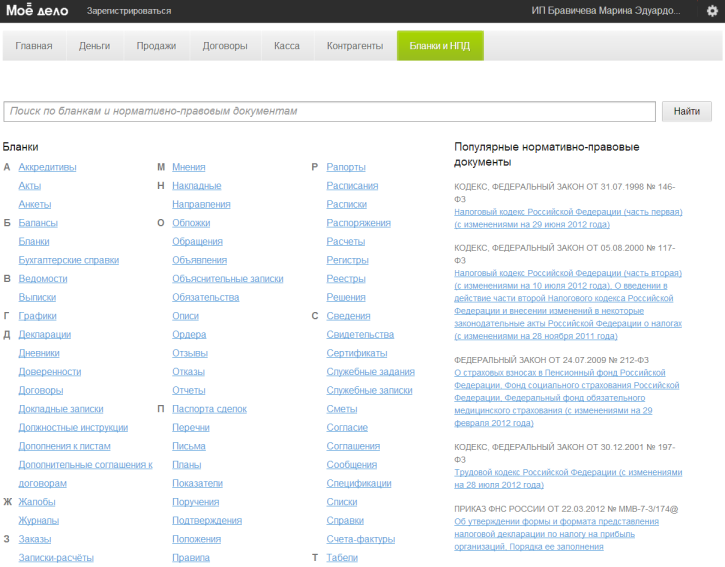 Моё дело Зарегистрироваться ИП Бравичева Марина Эдуардо...
Главная Деньги Продажи Договоры Касса Контрагенты Бланки и НПД
Поиск по бланкам и нормативно-правовым документам Найти
Бланки
А Аккредитивы
Акты
Анкеты
Б Балансы
Бланки
Бухгалтерские справки
В Ведомости
Выписки
Г Графики
Д Декларации
Дневники
Доверенности
Договоры
Докладные записки
Должностные инструкции
Дополнения к листам
Дополнительные соглашения к
договорам
Ж Жалобы
Журналы
З Заказы
Записки-расчёты
М Мнения
Н Накладные
Направления
О Обложки
Обращения
Объявления
Объяснительные записки
Обязательства
Описи
Ордера
Отзывы
Отказы
Отчеты
П Паспорта сделок
Перечни
Письма
Планы
Показатели
Поручения
Подтверждения
Положения
Правила
Р Рапорты
Расписания
Расписки
Распоряжения
Расчеты
Регистры
Реестры
Решения
С Сведения
Свидетельства
Сертификаты
Служебные задания
Служебные записки
Сметы
Согласие
Соглашения
Сообщения
Спецификации
Списки
Справки
Счета-фактуры
Т Табели
Популярные нормативно-правовые
документы
КОДЕКС, ФЕДЕРАЛЬНЫЙ ЗАКОН ОТ 31.07.1998 № 146-
ФЗ
Налоговый кодекс Российской Федерации (часть первая)
(с изменениями на 29 июня 2012 года)
КОДЕКС, ФЕДЕРАЛЬНЫЙ ЗАКОН ОТ 05.08.2000 № 117-
ФЗ
Налоговый кодекс Российской Федерации (часть вторая)
(с изменениями на 10 июля 2012 года), О введении в
действие части второй Налогового кодекса Российской
Федерации и внесении изменений в некоторые
законодательные акты Российской Федерации о налогах
(с изменениями на 28 ноября 2011 года)
ФЕДЕРАЛЬНЫЙ ЗАКОН ОТ 24.07.2009 № 212-ФЗ
О страховых взносах в Пенсионный фонд Российской
Федерации, Фонд социального страхования Российской
Федерации, Федеральный фонд обязательного
медицинского страхования (с изменениями на 29
февраля 2012 года)
КОДЕКС, ФЕДЕРАЛЬНЫЙ ЗАКОН ОТ 30.12.2001 № 197-
ФЗ
Трудовой кодекс Российской Федерации (с изменениями
на 28 июля 2012 года)
ПРИКАЗ ФНС РОССИИ ОТ 22.03.2012 № ММВ-7-3/174@
Об утверждении формы и формата представления
налоговой декларации по налогу на прибыль
организаций, Порядка ее заполнения